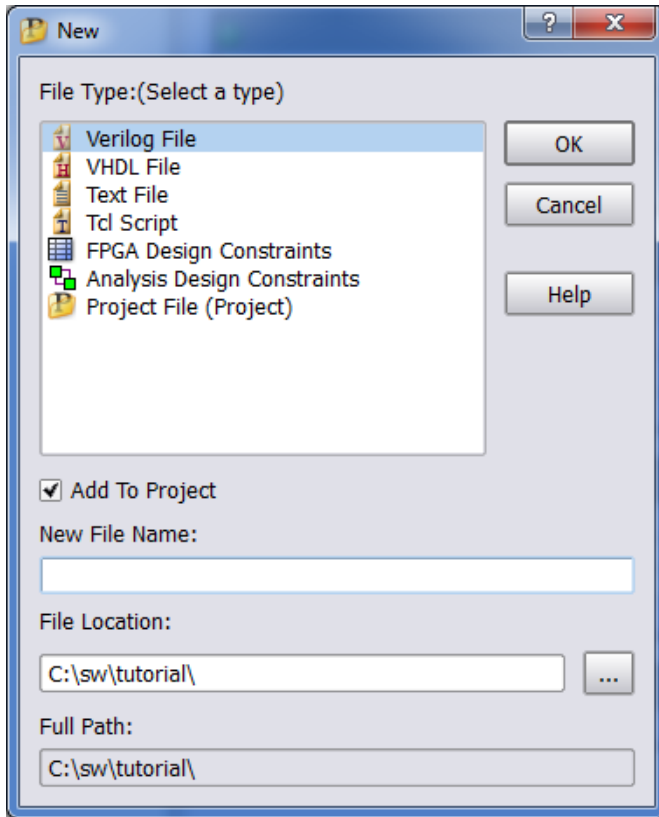 New
File Type:(Select a type)
Verilog File
VHDL File
Text File
Tcl Script
FPGA Design Constraints
Analysis Design Constraints
Project File (Project)
OK
Cancel
Help
Add To Project
New File Name:
File Location:
C:\sw\tutorial\
...
Full Path:
C:\sw\tutorial\